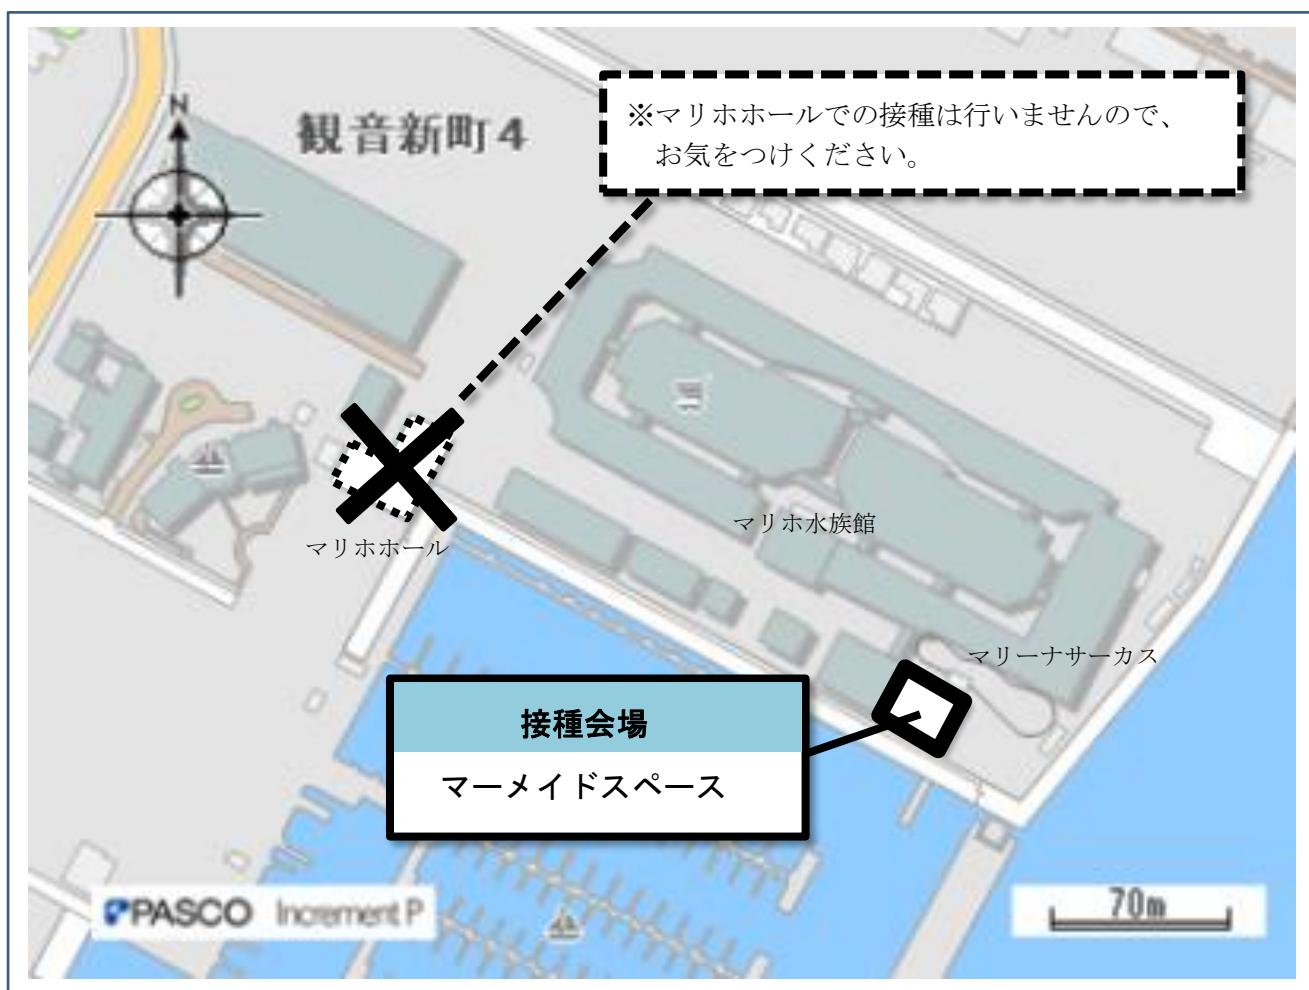 N
観音新町4
※マリホホールでの接種は行いませんので、
お気をつけください。
マリホ水族館
マリホホール
マリーナサーカス
接種会場
マーメイドスペース
PASCO Increment P
70m